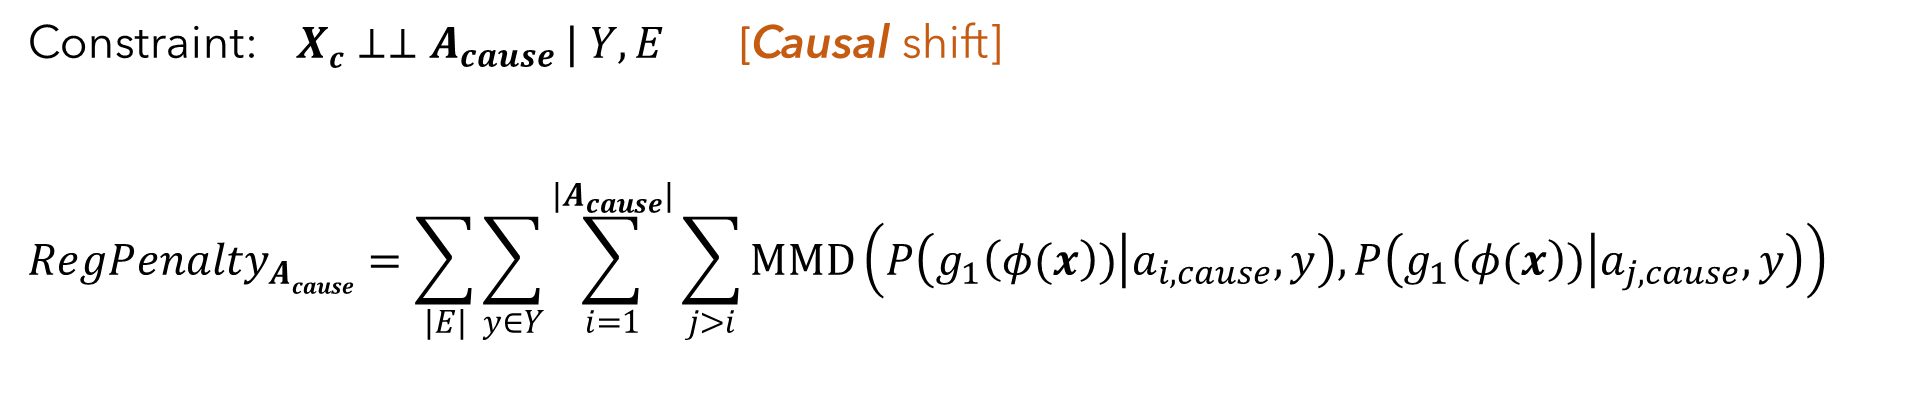 Constraint: X_c ⊥⊥ A_cause | Y, E [Causal shift]
RegPenalty_{A_cause} = ∑_{|E|} ∑_{y∈Y} ∑_{i=1}^{|A_cause|} ∑_{j>i} MMD(P(g_1(ϕ(x))|a_{i,cause}, y), P(g_1(ϕ(x))|a_{j,cause}, y))